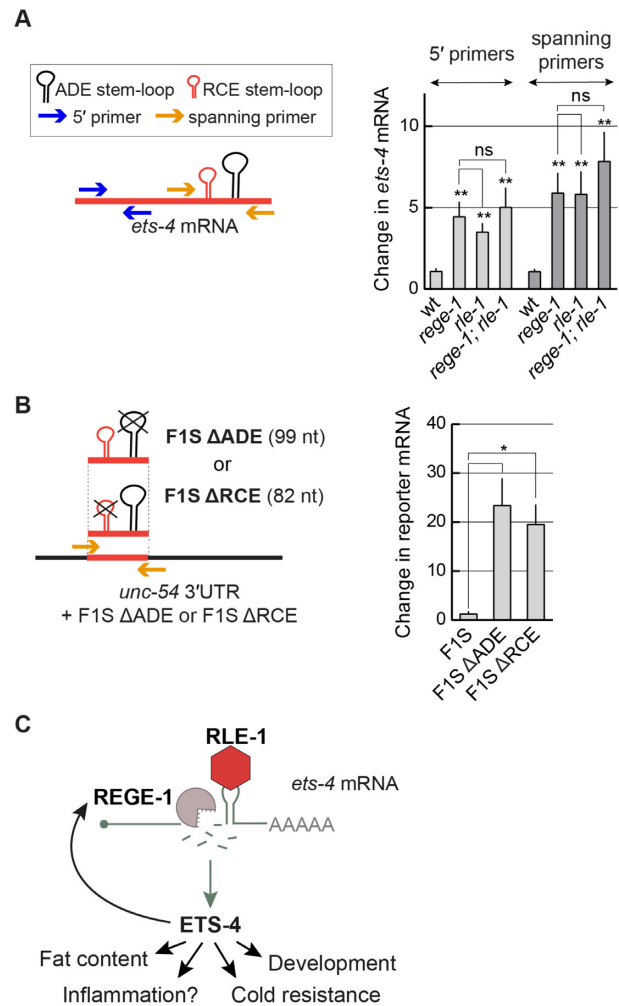 A
ADE stem-loop RCE stem-loop
5′ primer spanning primer
ets-4 mRNA
5′ primers
spanning
primers
Change in ets-4 mRNA
10
5
0
ns
ns
**
**
**
**
**
**
wt
rege-1
rle-1
rege-1; rle-1
wt
rege-1
rle-1
rege-1; rle-1
B
F1S ΔADE (99 nt)
or
F1S ΔRCE (82 nt)
unc-54 3′UTR
+ F1S ΔADE or F1S ΔRCE
Change in reporter mRNA
40
30
20
10
0
*
F1S
F1S ΔADE
F1S ΔRCE
C
RLE-1
REGE-1
ets-4 mRNA
AAAAA
ETS-4
Fat content
Development
Inflammation?
Cold resistance